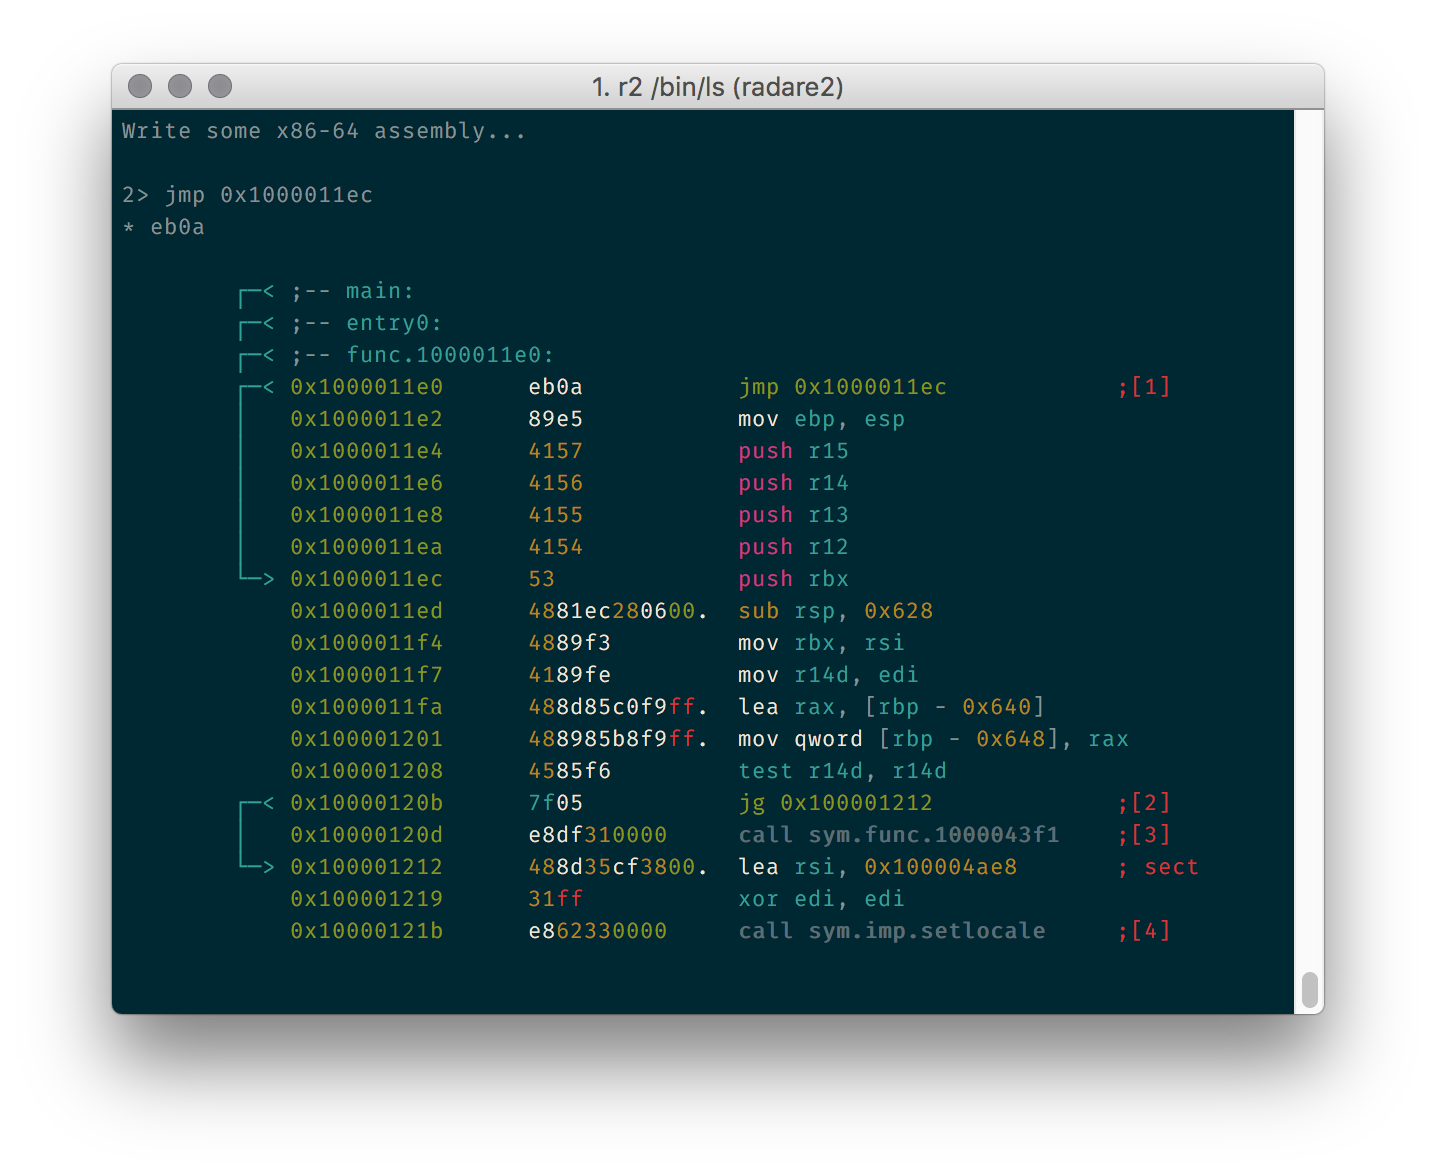 1. r2 /bin/ls (radare2)
Write some x86-64 assembly...
2> jmp 0x1000011ec
* eb0a
┌─< ;-- main:
┌─< ;-- entry0:
┌─< ;-- func.1000011e0:
┌─< 0x1000011e0 eb0a jmp 0x1000011ec ;[1]
│ 0x1000011e2 89e5 mov ebp, esp
│ 0x1000011e4 4157 push r15
│ 0x1000011e6 4156 push r14
│ 0x1000011e8 4155 push r13
│ 0x1000011ea 4154 push r12
└─> 0x1000011ec 53 push rbx
0x1000011ed 4881ec280600. sub rsp, 0x628
0x1000011f4 4889f3 mov rbx, rsi
0x1000011f7 4189fe mov r14d, edi
0x1000011fa 488d85c0f9ff. lea rax, [rbp - 0x640]
0x100001201 488985b8f9ff. mov qword [rbp - 0x648], rax
0x100001208 4585f6 test r14d, r14d
┌─< 0x10000120b 7f05 jg 0x100001212 ;[2]
│ 0x10000120d e8df310000 call sym.func.1000043f1 ;[3]
└─> 0x100001212 488d35cf3800. lea rsi, 0x100004ae8 ; sect
0x100001219 31ff xor edi, edi
0x10000121b e862330000 call sym.imp.setlocale ;[4]